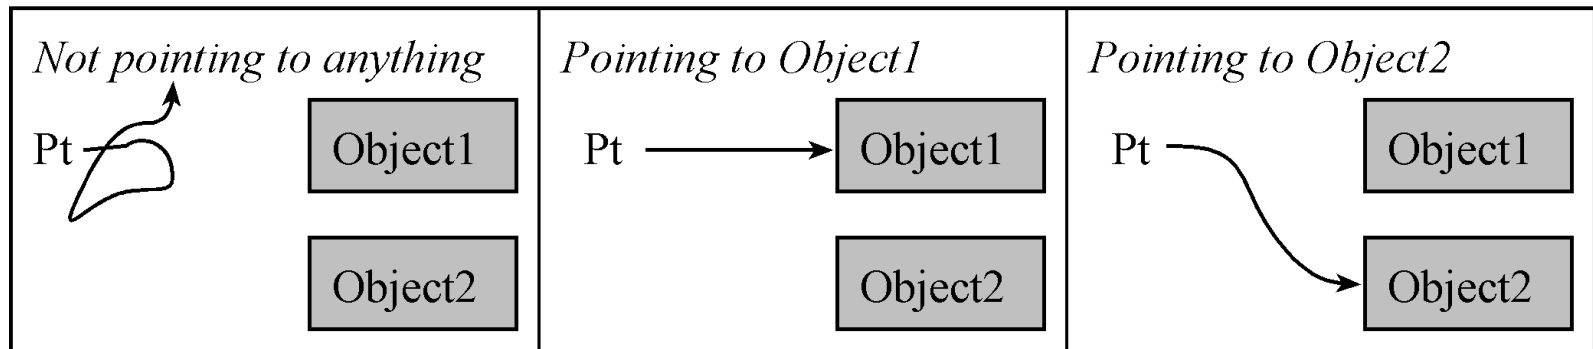 Not pointing to anything
Pt
Object1
Object2
Pointing to Object1
Pt
Object1
Object2
Pointing to Object2
Pt
Object1
Object2